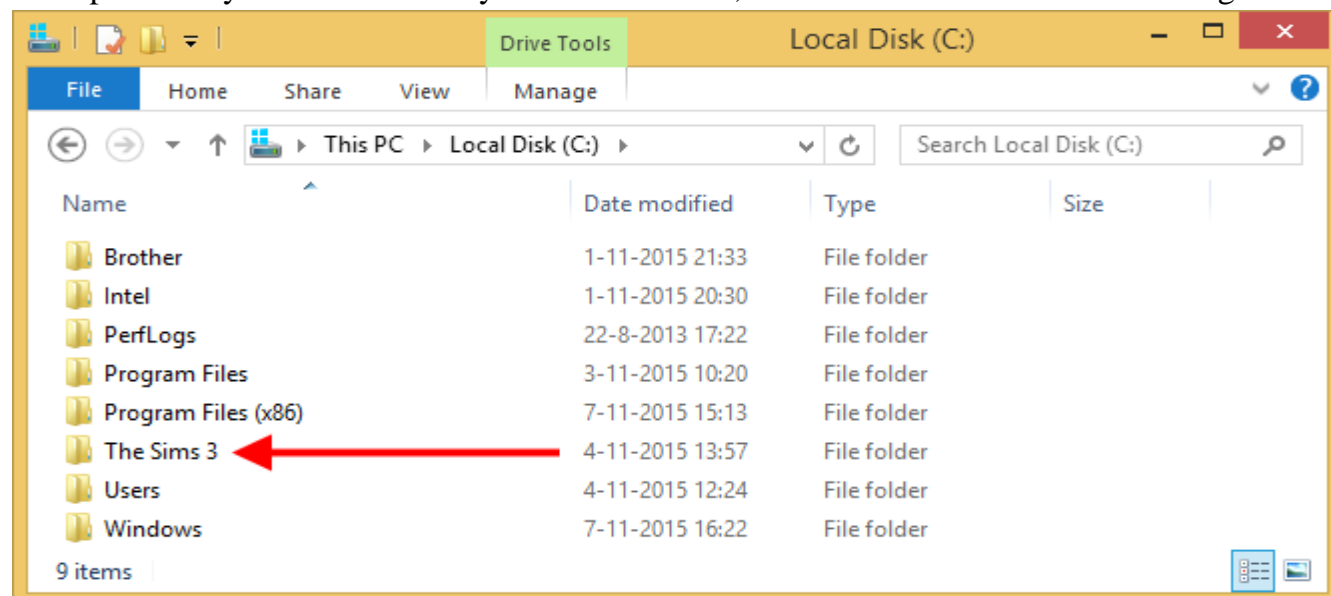 Drive Tools Local Disk (C:)
File Home Share View Manage
This PC Local Disk (C:) Search Local Disk (C:)
Name Date modified Type Size
Brother 1-11-2015 21:33 File folder
Intel 1-11-2015 20:30 File folder
PerfLogs 22-8-2013 17:22 File folder
Program Files 3-11-2015 10:20 File folder
Program Files (x86) 7-11-2015 15:13 File folder
The Sims 3 4-11-2015 13:57 File folder
Users 4-11-2015 12:24 File folder
Windows 7-11-2015 16:22 File folder
9 items